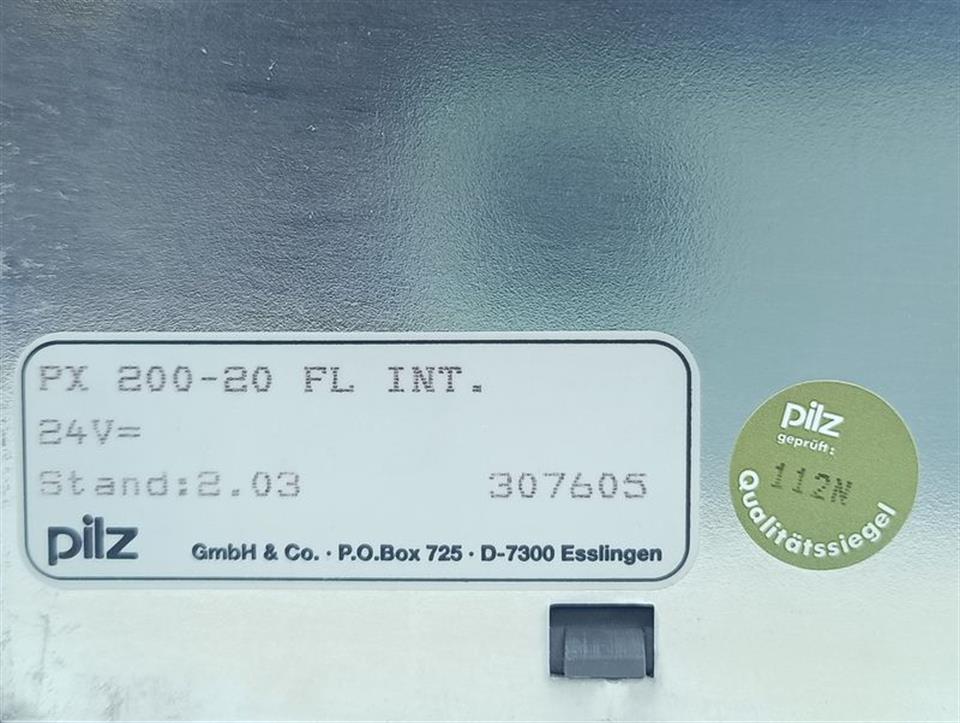 PX 200-20 FL INT.
24V=
Stand:2.03 307605
pilz GmbH & Co. · P.O.Box 725 · D-7300 Esslingen
pilz
geprüft:
112N
Qualitätssiegel